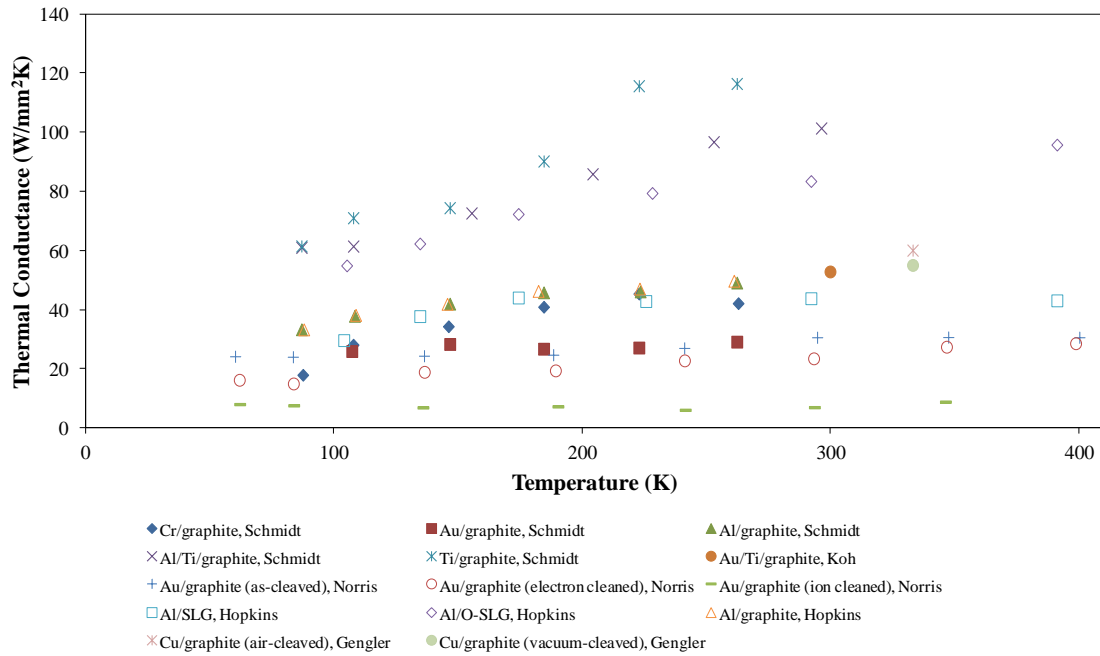 140
120
100
80
60
40
20
0
Thermal Conductance (W/mm²K)
0 100 200 300 400
Temperature (K)
Cr/graphite, Schmidt Au/graphite, Schmidt Al/graphite, Schmidt
Al/Ti/graphite, Schmidt Ti/graphite, Schmidt Au/Ti/graphite, Koh
Au/graphite (as-cleaved), Norris Au/graphite (electron cleaned), Norris Au/graphite (ion cleaned), Norris
Al/SLG, Hopkins Al/O-SLG, Hopkins Al/graphite, Hopkins
Cu/graphite (air-cleaved), Gengler Cu/graphite (vacuum-cleaved), Gengler